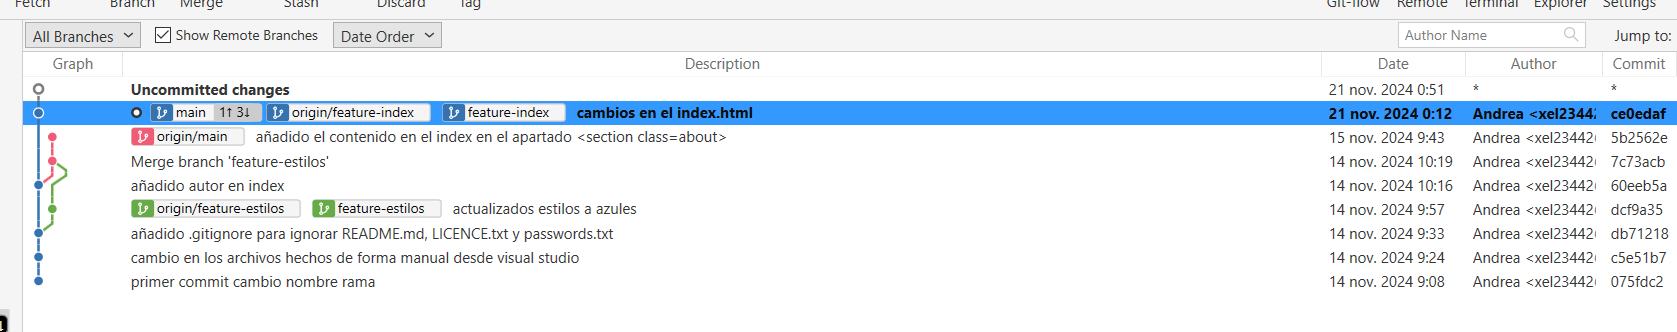 Fetch Branch Merge Stash Discard Tag Git-flow Remote Terminal Explorer Settings
All Branches Show Remote Branches Date Order Author Name Jump to:
Graph Description Date Author Commit
Uncommitted changes 21 nov. 2024 0:51 * *
main 1↑ 3↓ origin/feature-index feature-index cambios en el index.html 21 nov. 2024 0:12 Andrea <xel2344 ce0edaf
origin/main añadido el contenido en el index en el apartado <section class=about> 15 nov. 2024 9:43 Andrea <xel23442 5b2562e
Merge branch 'feature-estilos' 14 nov. 2024 10:19 Andrea <xel23442 7c73acb
añadido autor en index 14 nov. 2024 10:16 Andrea <xel23442 60eeb5a
origin/feature-estilos feature-estilos actualizados estilos a azules 14 nov. 2024 9:57 Andrea <xel23442 dcf9a35
añadido .gitignore para ignorar README.md, LICENCE.txt y passwords.txt 14 nov. 2024 9:33 Andrea <xel23442 db71218
cambio en los archivos hechos de forma manual desde visual studio 14 nov. 2024 9:24 Andrea <xel23442 c5e51b7
primer commit cambio nombre rama 14 nov. 2024 9:08 Andrea <xel23442 075fdc2